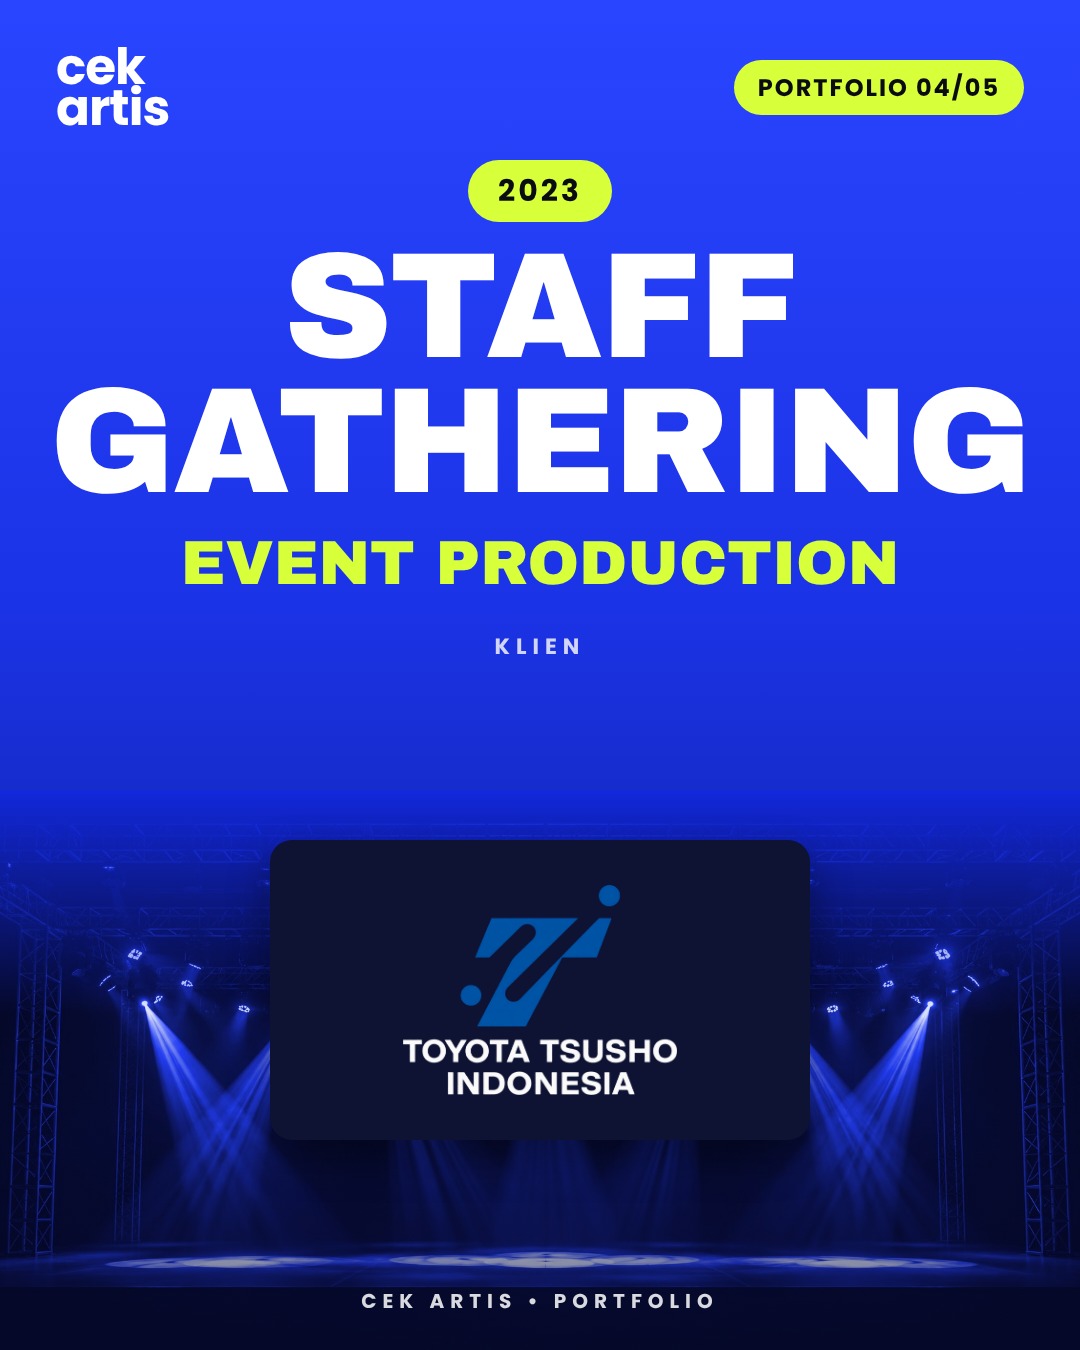 cek
artis
PORTFOLIO 04/05
2023
STAFF
GATHERING
EVENT PRODUCTION
KLIEN
TOYOTA TSUSHO
INDONESIA
CEK ARTIS • PORTFOLIO